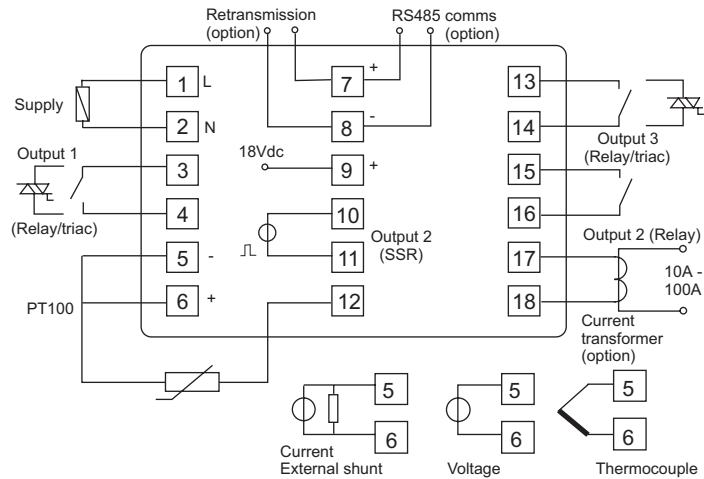 Retransmission
(option)
RS485 comms
(option)
1 L
2 N
3
4
5 -
6 +
7 +
8 -
9 +
10
11
12
13
14
15
16
17
18
Supply
Output 1
(Relay/triac)
PT100
18Vdc
Output 2
(SSR)
Output 3
(Relay/triac)
Output 2 (Relay)
10A -
100A
Current
transformer
(option)
5
6
Current
External shunt
5
6
Voltage
5
6
Thermocouple